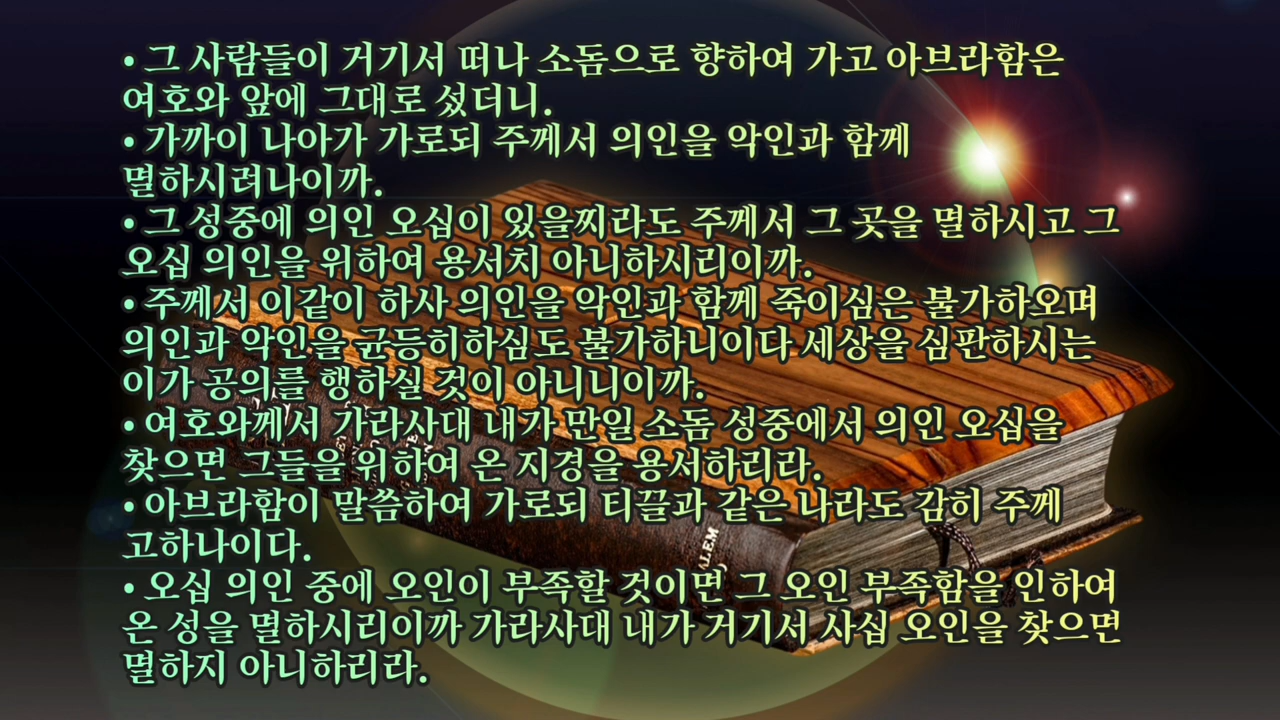 • 그 사람들이 거기서 떠나 소돔으로 향하여 가고 아브라함은
여호와 앞에 그대로 섰더니.
• 가까이 나아가 가로되 주께서 의인을 악인과 함께
멸하시려나이까.
• 그 성중에 의인 오십이 있을찌라도 주께서 그 곳을 멸하시고 그
오십 의인을 위하여 용서치 아니하시리이까.
• 주께서 이같이 하사 의인을 악인과 함께 죽이심은 불가하오며
의인과 악인을 균등히하심도 불가하니이다 세상을 심판하시는
이가 공의를 행하실 것이 아니니이까.
• 여호와께서 가라사대 내가 만일 소돔 성중에서 의인 오십을
찾으면 그들을 위하여 온 지경을 용서하리라.
• 아브라함이 말씀하여 가로되 티끌과 같은 나라도 감히 주께
고하나이다.
• 오십 의인 중에 오인이 부족할 것이면 그 오인 부족함을 인하여
온 성을 멸하시리이까 가라사대 내가 거기서 사십 오인을 찾으면
멸하지 아니하리라.